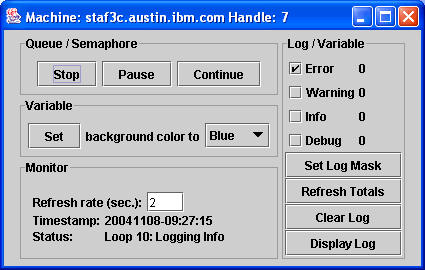 Machine: staf3c.austin.ibm.com Handle: 7
Queue / Semaphore
Stop Pause Continue
Variable
Set background color to Blue
Monitor
Refresh rate (sec.): 2
Timestamp: 20041108-09:27:15
Status: Loop 10: Logging Info
Log / Variable
Error 0
Warning 0
Info 0
Debug 0
Set Log Mask
Refresh Totals
Clear Log
Display Log